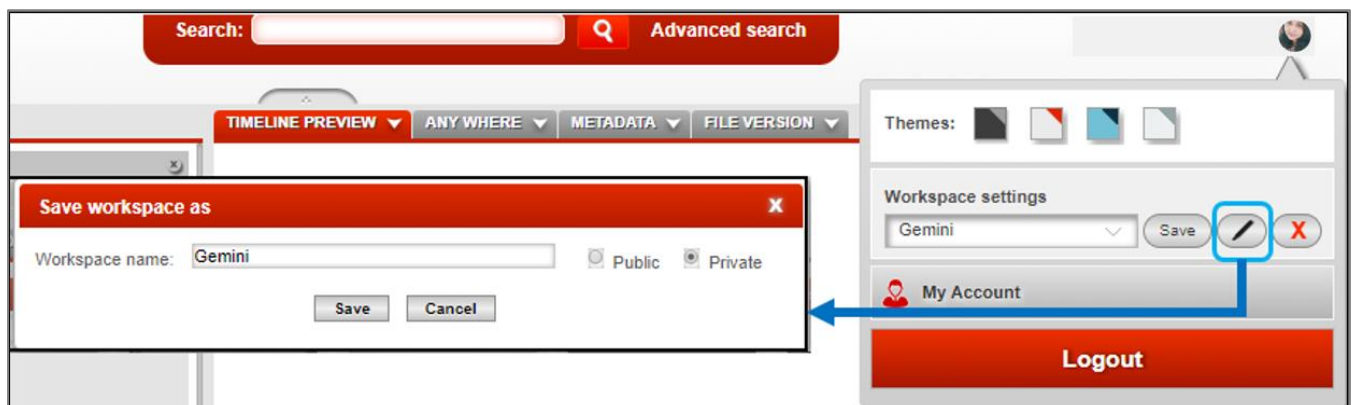 Search:
Advanced search
TIMELINE PREVIEW
ANY WHERE
METADATA
FILE VERSION
Themes:
Workspace settings
Gemini
Save
X
My Account
Logout
Save workspace as
X
Workspace name:
Gemini
Public
Private
Save
Cancel